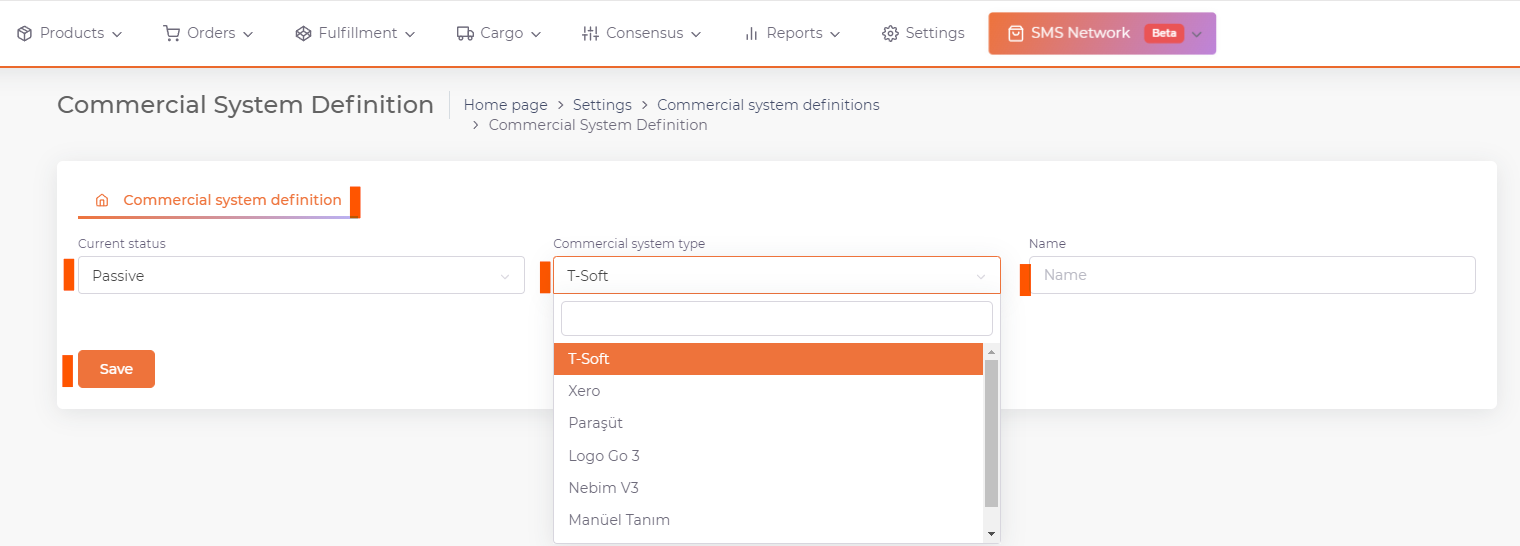 Products Orders Fulfillment Cargo Consensus Reports Settings SMS Network Beta
Commercial System Definition
Home page > Settings > Commercial system definitions
> Commercial System Definition
Commercial system definition
Current status Commercial system type Name
Passive T-Soft Name
Save
T-Soft
Xero
Paraşüt
Logo Go 3
Nebim V3
Manüel Tanım